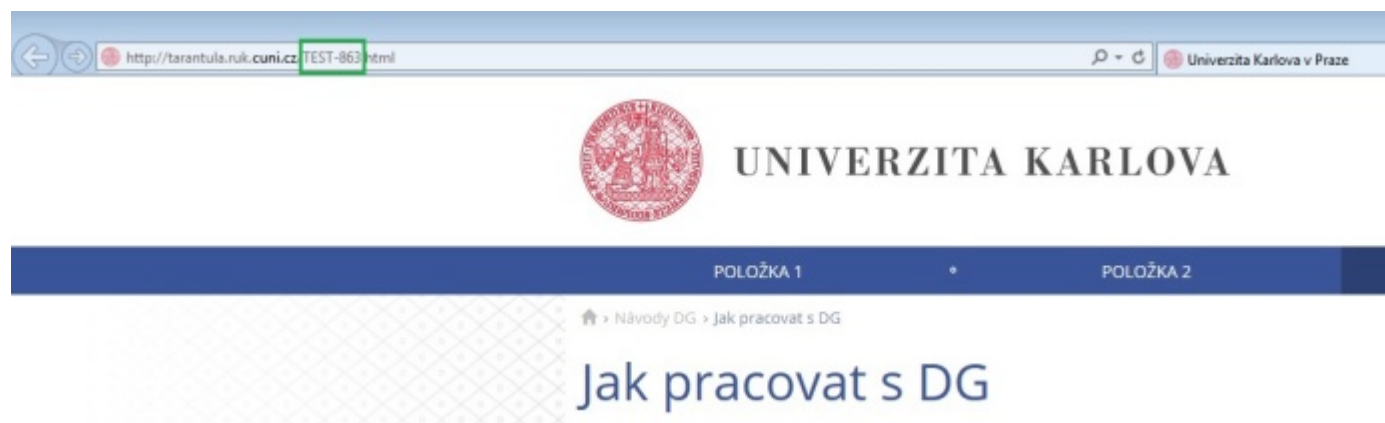 http://tarantula.ruk.cuni.cz/TEST-863.html
Univerzita Karlova v Praze
UNIVERZITA KARLOVA
POLOŽKA 1
POLOŽKA 2
› Návody DG › Jak pracovat s DG
Jak pracovat s DG